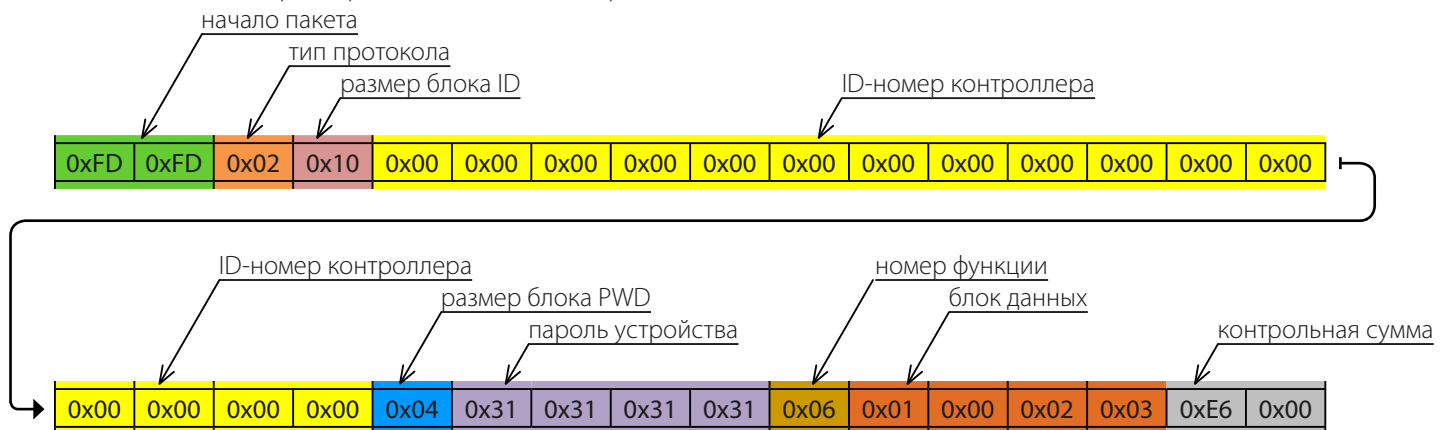 начало пакета
тип протокола
размер блока ID
ID-номер контроллера
0xFD 0xFD 0x02 0x10 0x00 0x00 0x00 0x00 0x00 0x00 0x00 0x00 0x00 0x00 0x00 0x00
ID-номер контроллера
номер функции
размер блока PWD
блок данных
пароль устройства
контрольная сумма
0x00 0x00 0x00 0x00 0x04 0x31 0x31 0x31 0x31 0x06 0x01 0x00 0x02 0x03 0xE6 0x00